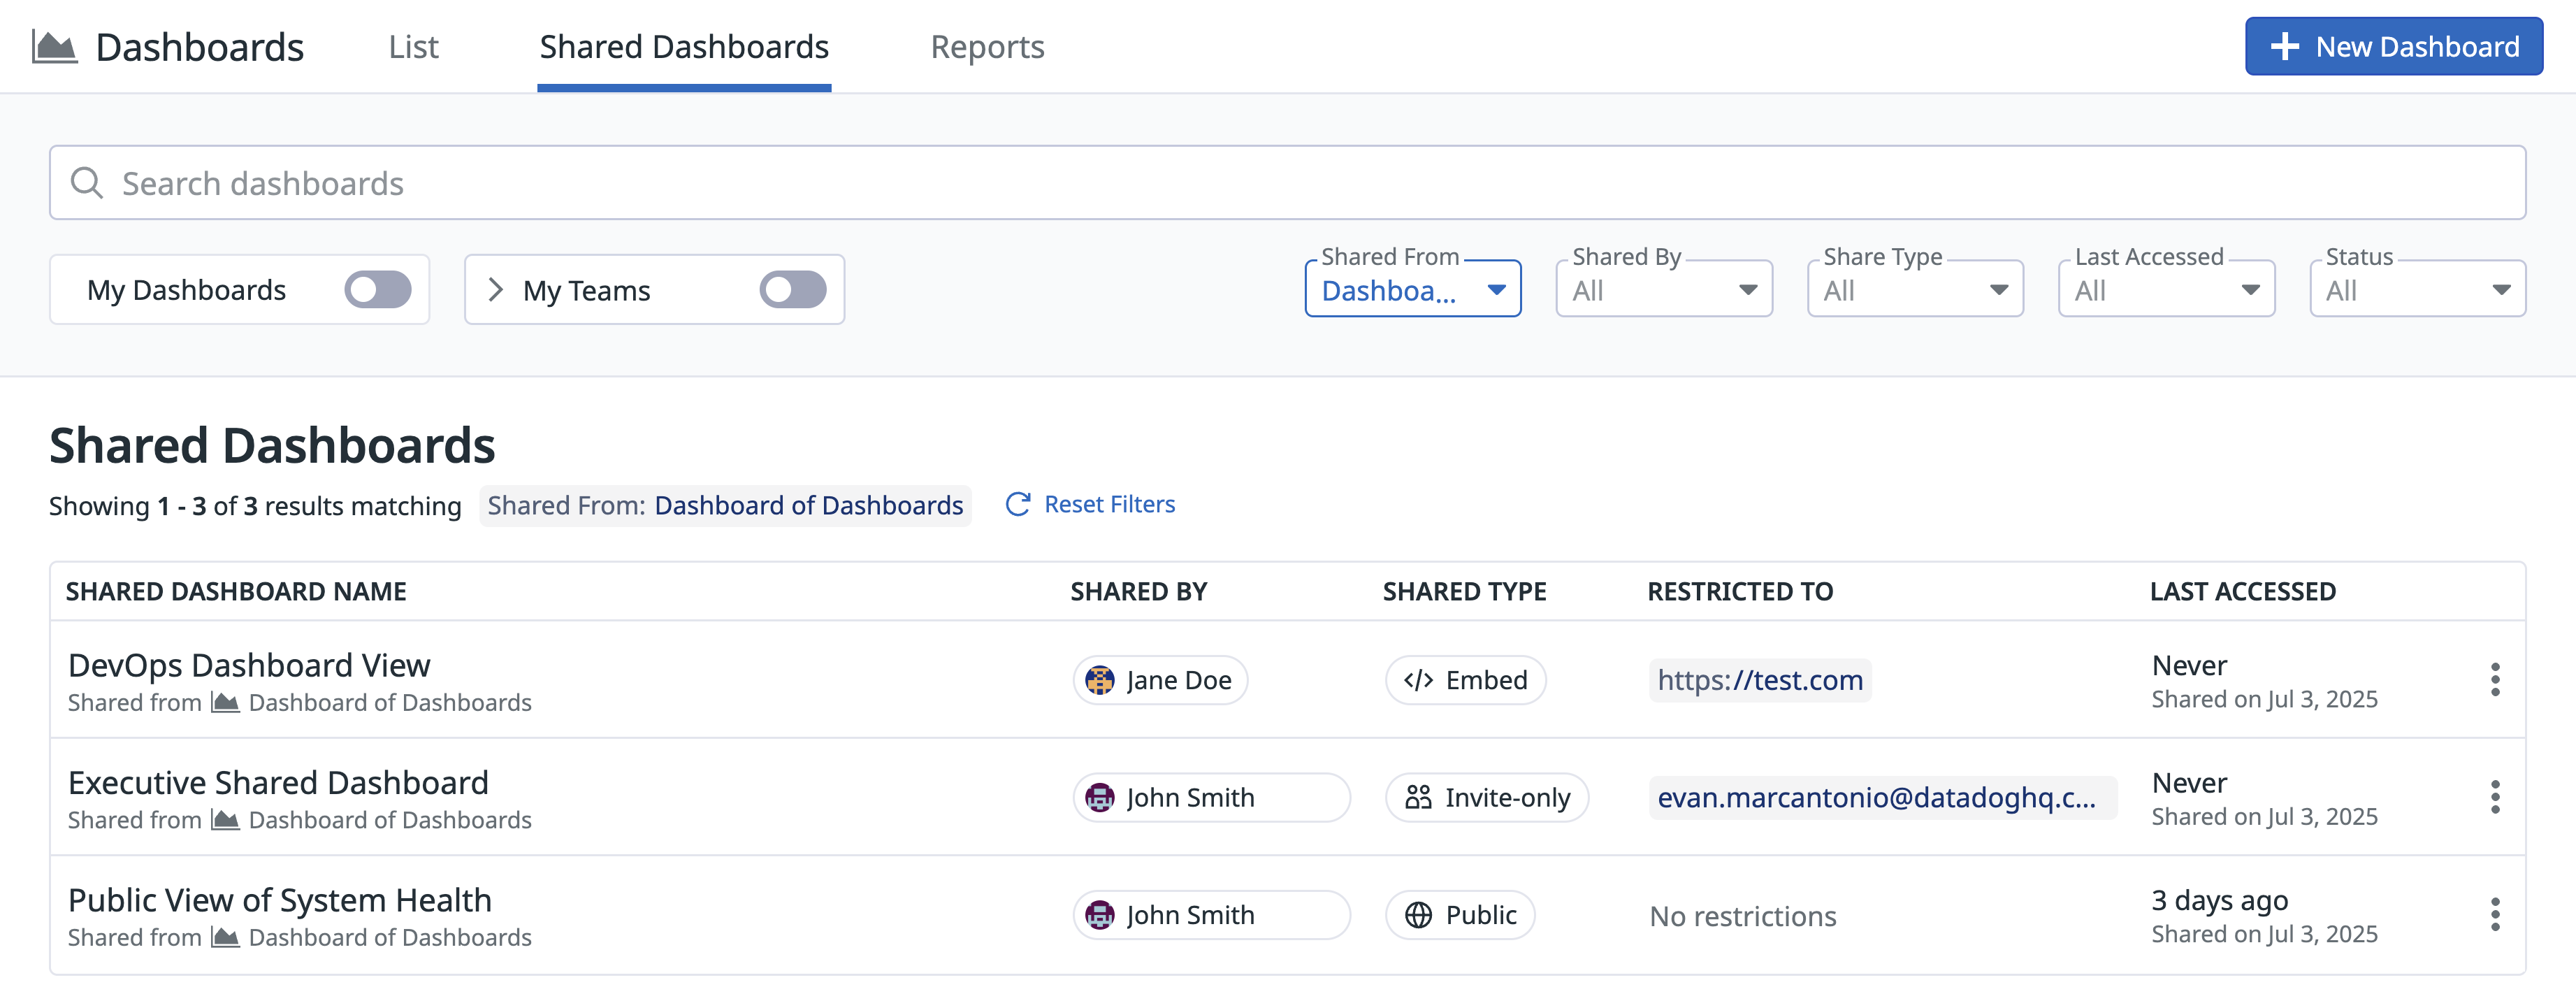 Dashboards List Shared Dashboards Reports New Dashboard
Search dashboards
My Dashboards My Teams
Shared From Shared By Share Type Last Accessed Status
Dashboa... All All All All
Shared Dashboards
Showing 1 - 3 of 3 results matching Shared From: Dashboard of Dashboards Reset Filters
SHARED DASHBOARD NAME SHARED BY SHARED TYPE RESTRICTED TO LAST ACCESSED
DevOps Dashboard View Jane Doe Embed https://test.com Never
Shared from Dashboard of Dashboards Shared on Jul 3, 2025
Executive Shared Dashboard John Smith Invite-only evan.marcantonio@datadoghq.c... Never
Shared from Dashboard of Dashboards Shared on Jul 3, 2025
Public View of System Health John Smith Public No restrictions 3 days ago
Shared from Dashboard of Dashboards Shared on Jul 3, 2025